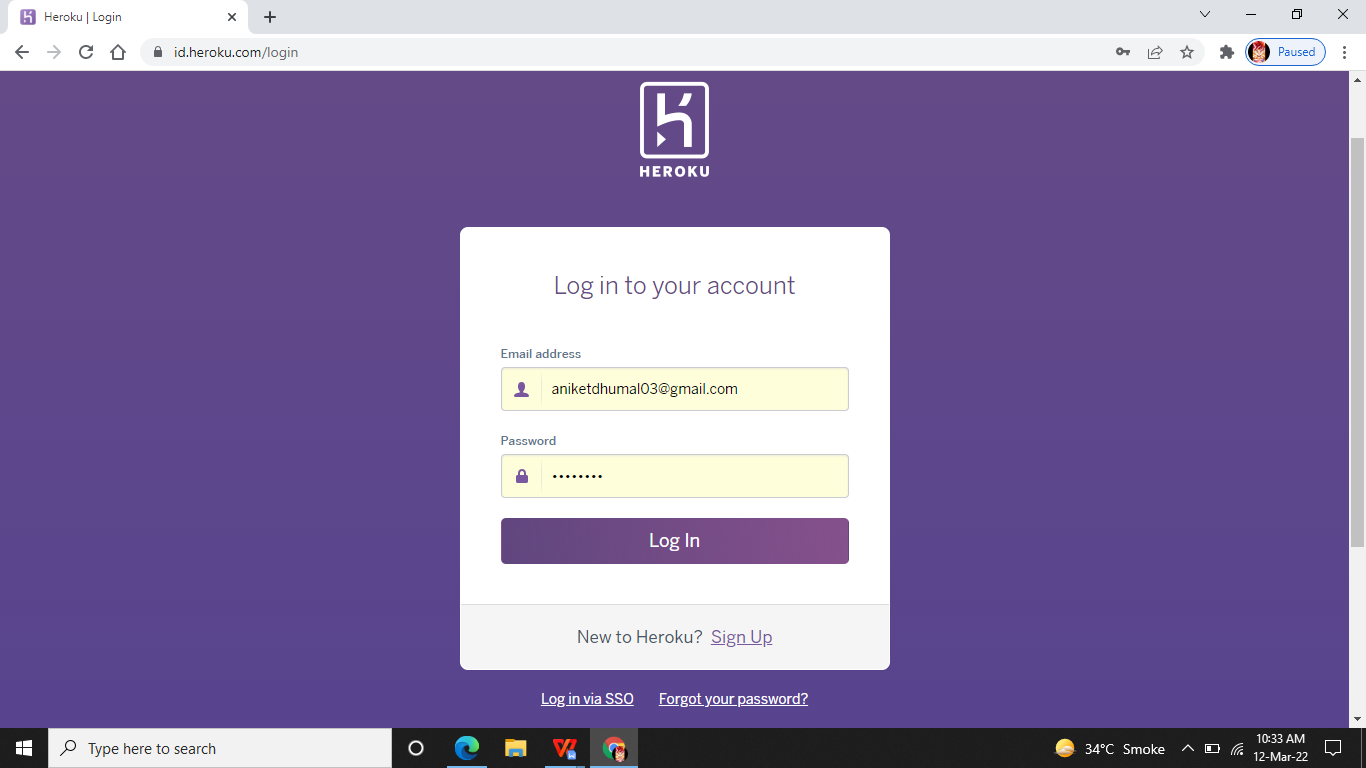 Heroku | Login
id.heroku.com/login
Paused
HEROKU
Log in to your account
Email address
aniketdhumal03@gmail.com
Password
••••••••
Log In
New to Heroku? Sign Up
Log in via SSO Forgot your password?
Type here to search
34°C Smoke
10:33 AM
12-Mar-22